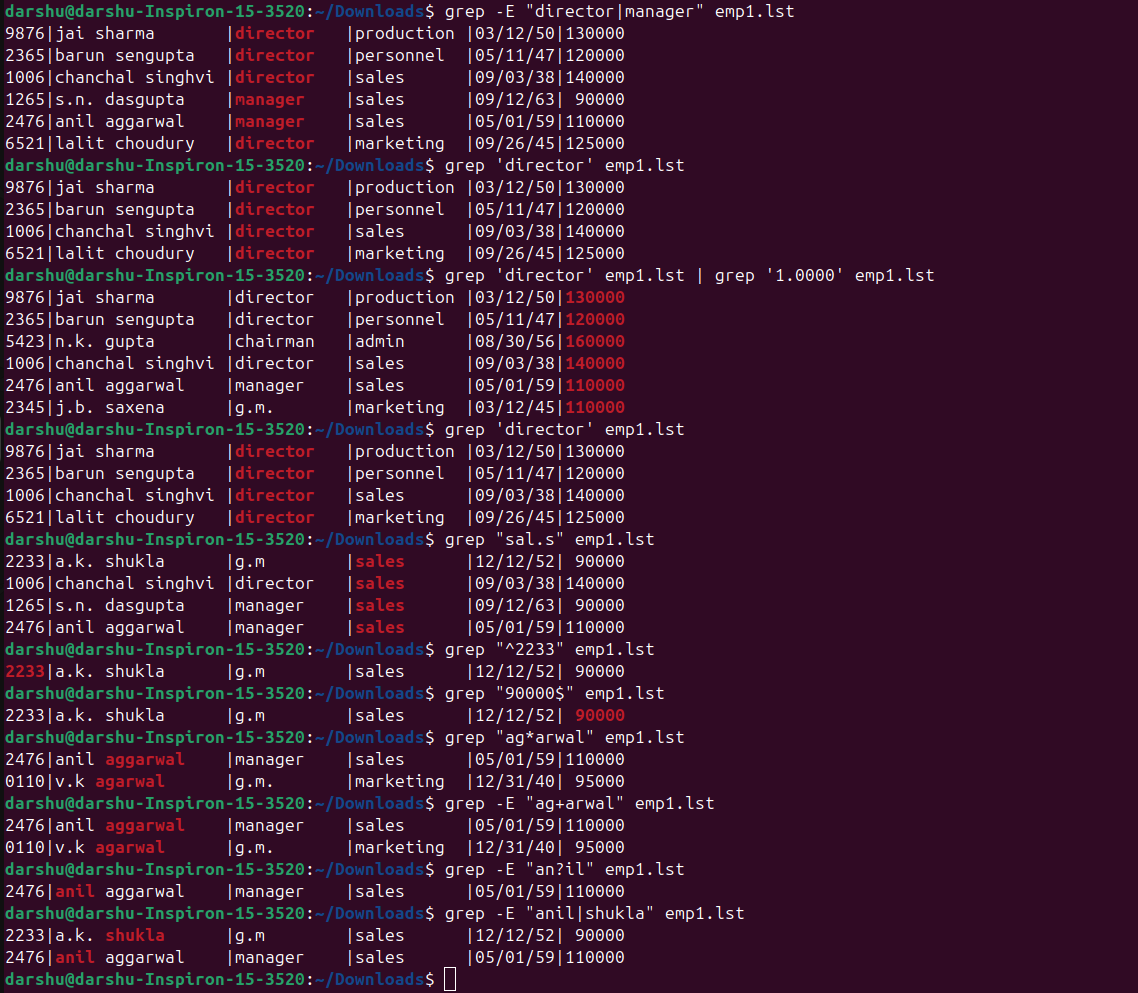 darshu@darshu-Inspiron-15-3520:~/Downloads$ grep -E "director|manager" emp1.lst
9876|jai sharma       |director   |production |03/12/50|130000
2365|barun sengupta   |director   |personnel  |05/11/47|120000
1006|chanchal singhvi |director   |sales      |09/03/38|140000
1265|s.n. dasgupta    |manager    |sales      |09/12/63| 90000
2476|anil aggarwal    |manager    |sales      |05/01/59|110000
6521|lalit choudury   |director   |marketing  |09/26/45|125000
darshu@darshu-Inspiron-15-3520:~/Downloads$ grep 'director' emp1.lst
9876|jai sharma       |director   |production |03/12/50|130000
2365|barun sengupta   |director   |personnel  |05/11/47|120000
1006|chanchal singhvi |director   |sales      |09/03/38|140000
6521|lalit choudury   |director   |marketing  |09/26/45|125000
darshu@darshu-Inspiron-15-3520:~/Downloads$ grep 'director' emp1.lst | grep '1.0000' emp1.lst
9876|jai sharma       |director   |production |03/12/50|130000
2365|barun sengupta   |director   |personnel  |05/11/47|120000
5423|n.k. gupta       |chairman   |admin      |08/30/56|160000
1006|chanchal singhvi |director   |sales      |09/03/38|140000
2476|anil aggarwal    |manager    |sales      |05/01/59|110000
2345|j.b. saxena      |g.m.       |marketing  |03/12/45|110000
darshu@darshu-Inspiron-15-3520:~/Downloads$ grep 'director' emp1.lst
9876|jai sharma       |director   |production |03/12/50|130000
2365|barun sengupta   |director   |personnel  |05/11/47|120000
1006|chanchal singhvi |director   |sales      |09/03/38|140000
6521|lalit choudury   |director   |marketing  |09/26/45|125000
darshu@darshu-Inspiron-15-3520:~/Downloads$ grep "sal.s" emp1.lst
2233|a.k. shukla      |g.m        |sales      |12/12/52| 90000
1006|chanchal singhvi |director   |sales      |09/03/38|140000
1265|s.n. dasgupta    |manager    |sales      |09/12/63| 90000
2476|anil aggarwal    |manager    |sales      |05/01/59|110000
darshu@darshu-Inspiron-15-3520:~/Downloads$ grep "^2233" emp1.lst
2233|a.k. shukla      |g.m        |sales      |12/12/52| 90000
darshu@darshu-Inspiron-15-3520:~/Downloads$ grep "90000$" emp1.lst
2233|a.k. shukla      |g.m        |sales      |12/12/52| 90000
darshu@darshu-Inspiron-15-3520:~/Downloads$ grep "ag*arwal" emp1.lst
2476|anil aggarwal    |manager    |sales      |05/01/59|110000
0110|v.k agarwal      |g.m.       |marketing  |12/31/40| 95000
darshu@darshu-Inspiron-15-3520:~/Downloads$ grep -E "ag+arwal" emp1.lst
2476|anil aggarwal    |manager    |sales      |05/01/59|110000
0110|v.k agarwal      |g.m.       |marketing  |12/31/40| 95000
darshu@darshu-Inspiron-15-3520:~/Downloads$ grep -E "an?il" emp1.lst
2476|anil aggarwal    |manager    |sales      |05/01/59|110000
darshu@darshu-Inspiron-15-3520:~/Downloads$ grep -E "anil|shukla" emp1.lst
2233|a.k. shukla      |g.m        |sales      |12/12/52| 90000
2476|anil aggarwal    |manager    |sales      |05/01/59|110000
darshu@darshu-Inspiron-15-3520:~/Downloads$